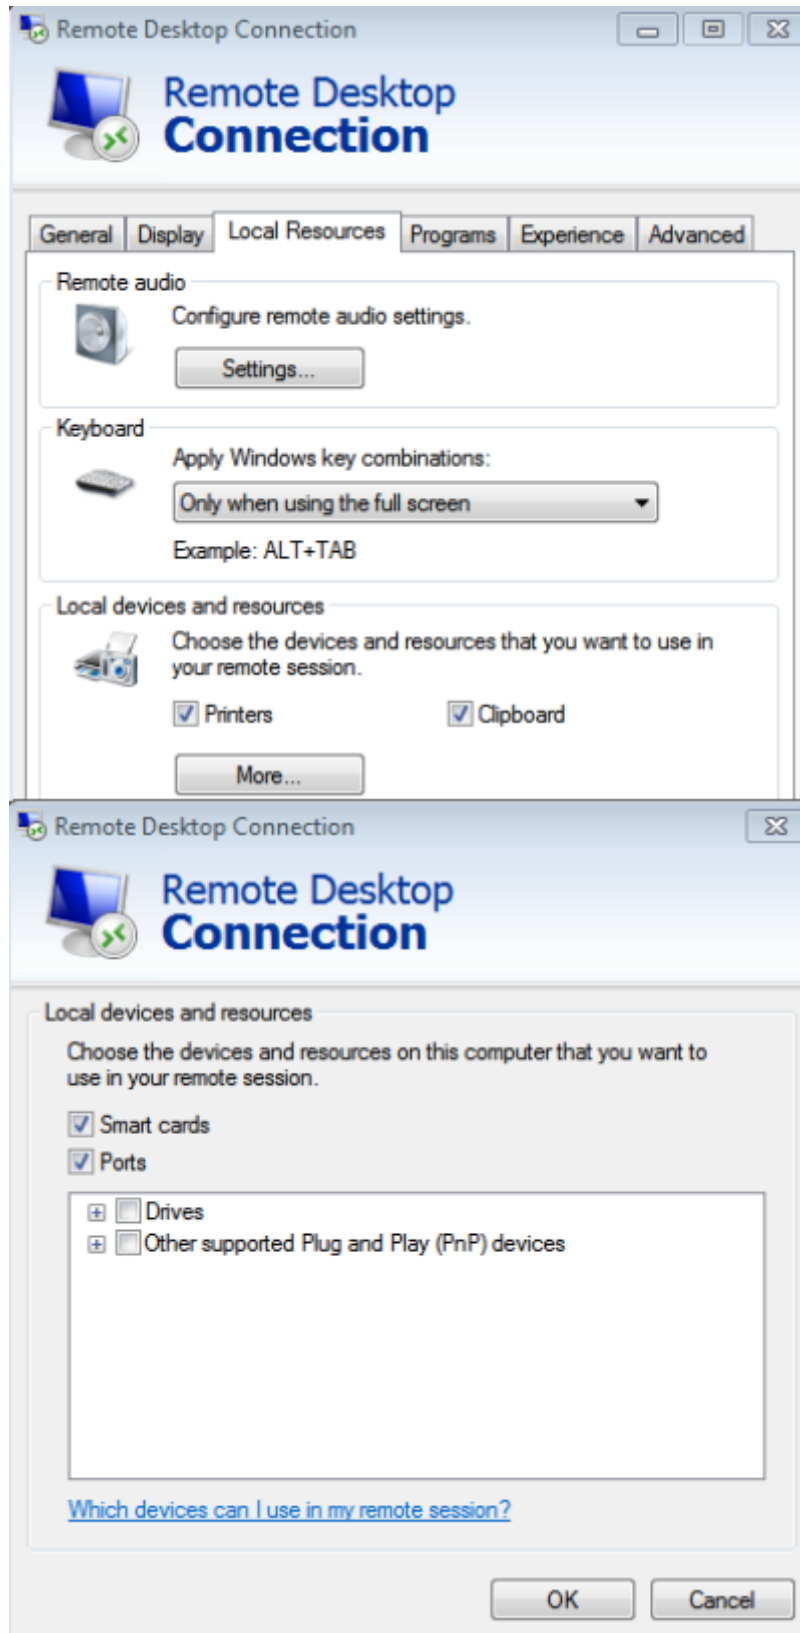 Remote Desktop Connection
Remote Desktop
Connection
General Display Local Resources Programs Experience Advanced
Remote audio
Configure remote audio settings.
Settings...
Keyboard
Apply Windows key combinations:
Only when using the full screen
Example: ALT+TAB
Local devices and resources
Choose the devices and resources that you want to use in
your remote session.
Printers Clipboard
More...
Remote Desktop Connection
Remote Desktop
Connection
Local devices and resources
Choose the devices and resources on this computer that you want to
use in your remote session.
Smart cards
Ports
Drives
Other supported Plug and Play (PnP) devices
Which devices can I use in my remote session?
OK Cancel